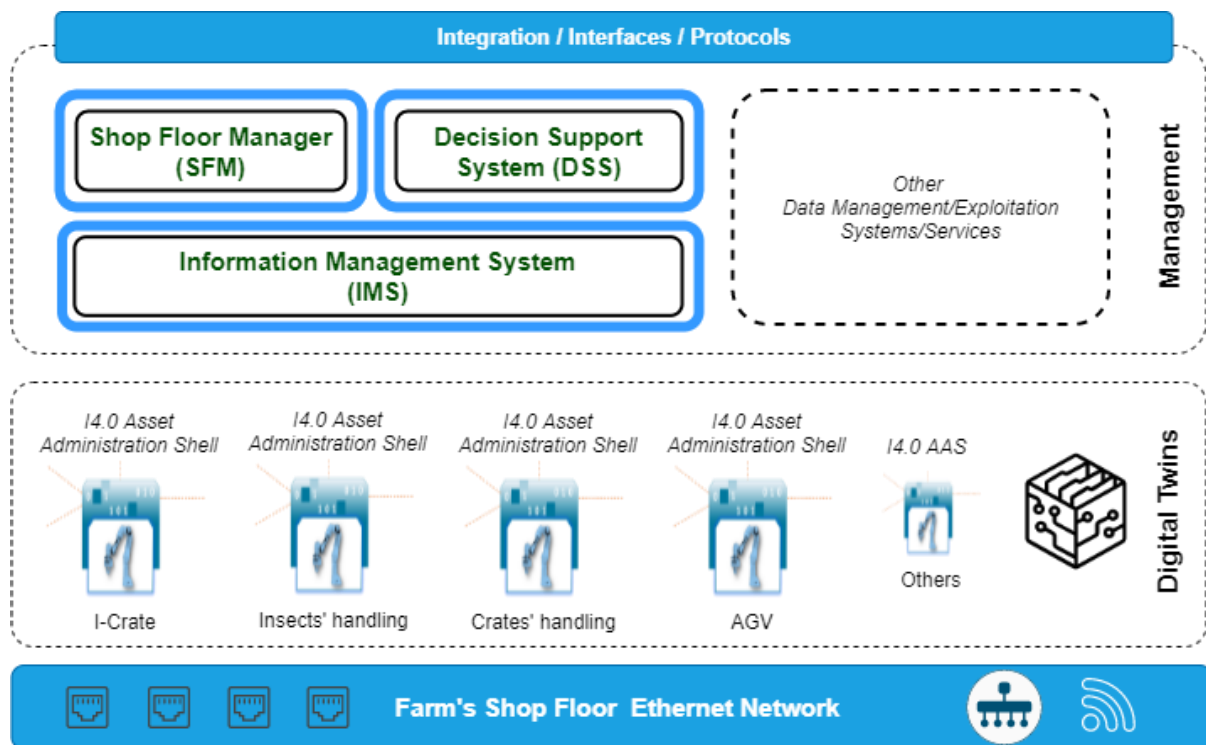 Integration / Interfaces / Protocols
Shop Floor Manager
(SFM)
Decision Support
System (DSS)
Information Management System
(IMS)
Other
Data Management/Exploitation
Systems/Services
Management
I4.0 Asset
Administration Shell
I4.0 Asset
Administration Shell
I4.0 Asset
Administration Shell
I4.0 Asset
Administration Shell
I4.0 AAS
I-Crate
Insects' handling
Crates' handling
AGV
Others
Digital Twins
Farm's Shop Floor Ethernet Network